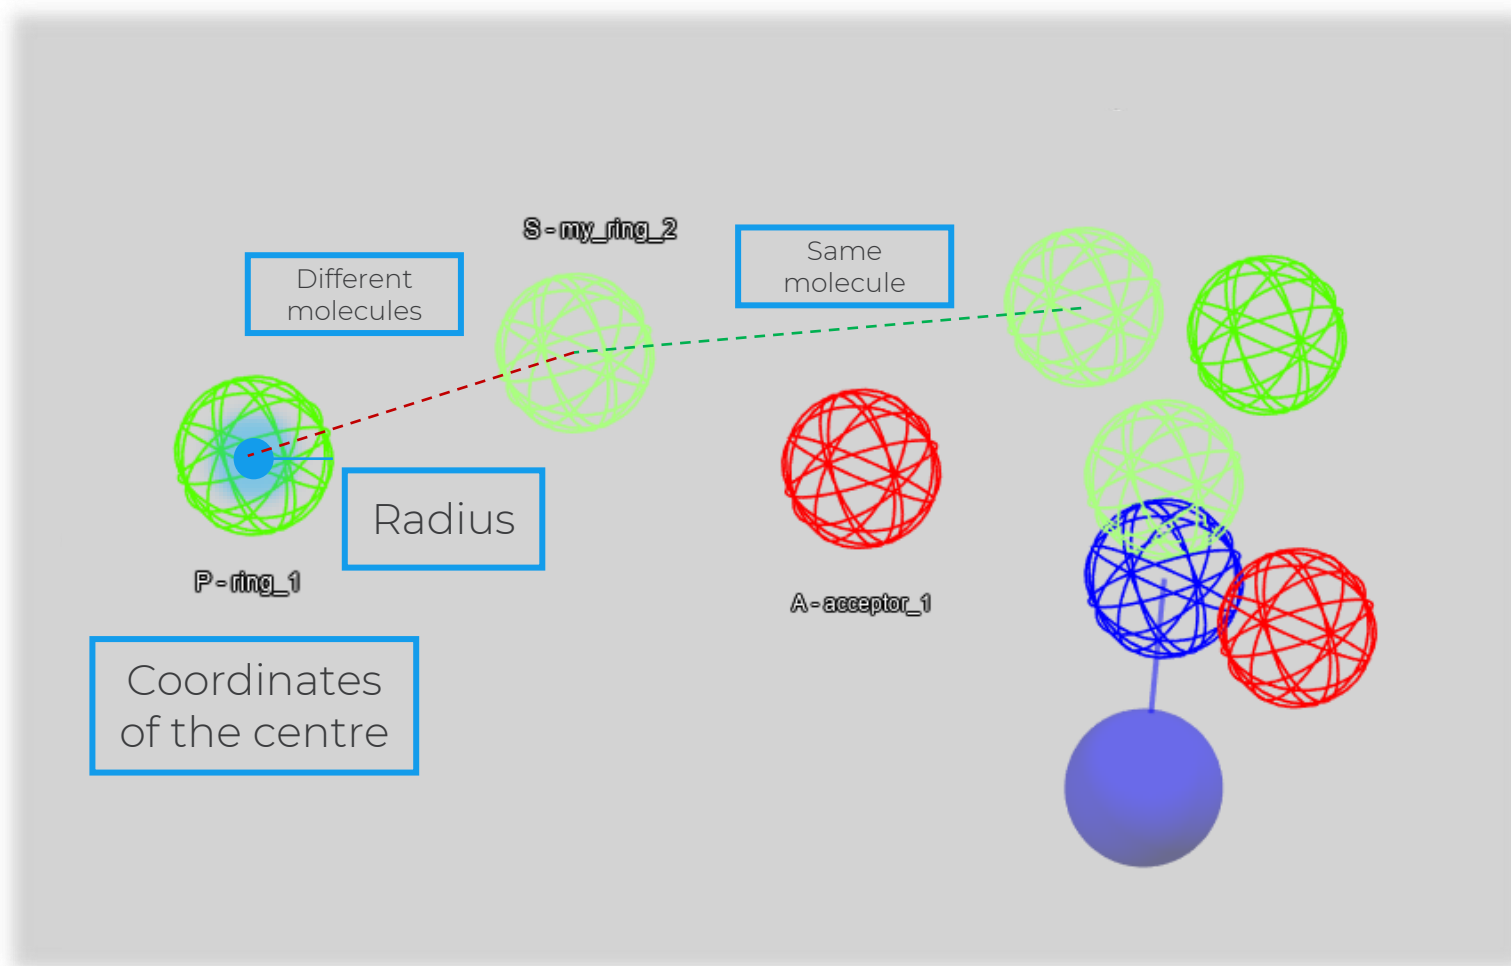 S - my_ring_2
Same
molecule
Different
molecules
Radius
P - ring_1
A - acceptor_1
Coordinates
of the centre